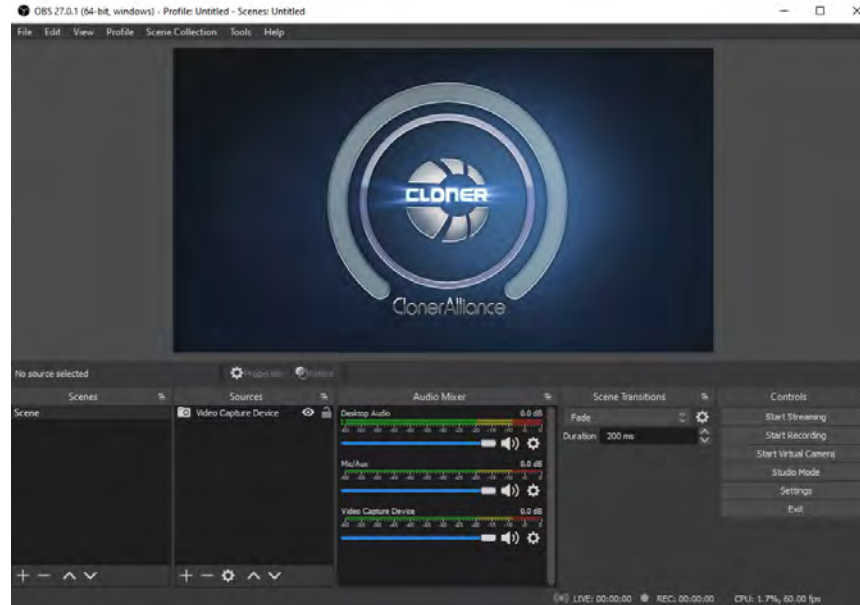 OBS 27.0.1 (64-bit, windows) - Profile: Untitled - Scenes: Untitled
File Edit View Profile Scene Collection Tools Help
CLONER
ClonerAlliance
No source selected
Properties Filters
Scenes
Scene
Sources
Video Capture Device
Audio Mixer
Desktop Audio 0.0 dB
Mic/Aux 0.0 dB
Video Capture Device 0.0 dB
Scene Transitions
Fade
Duration 200 ms
Controls
Start Streaming
Start Recording
Start Virtual Camera
Studio Mode
Settings
Exit
LIVE: 00:00:00 REC: 00:00:00 CPU: 1.7%, 60.00 fps